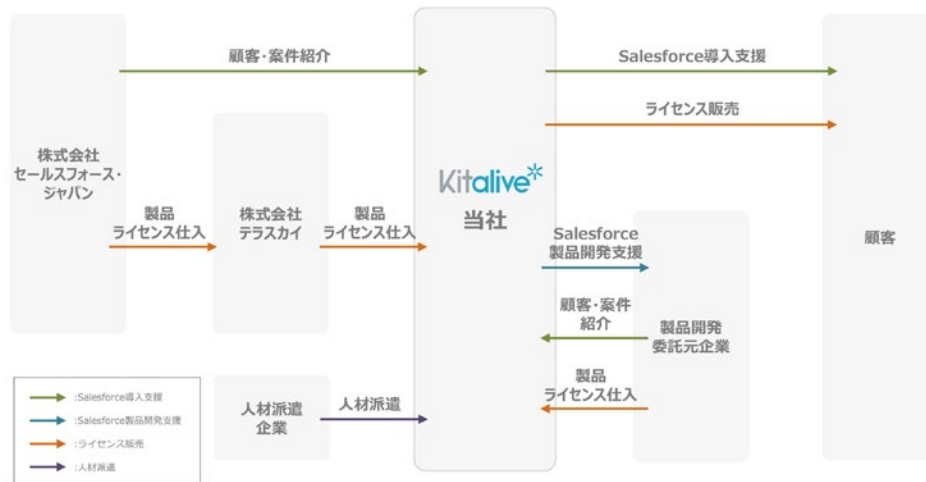 顧客・案件紹介
Salesforce導入支援
ライセンス販売
株式会社
セールスフォース・
ジャパン
Kitalive
当社
製品
ライセンス仕入
株式会社
テラスカイ
製品
ライセンス仕入
Salesforce
製品開発支援
顧客
顧客・案件
紹介
製品開発
委託元企業
製品
ライセンス仕入
人材派遣
企業
人材派遣
:Salesforce導入支援
:Salesforce製品開発支援
:ライセンス販売
:人材派遣